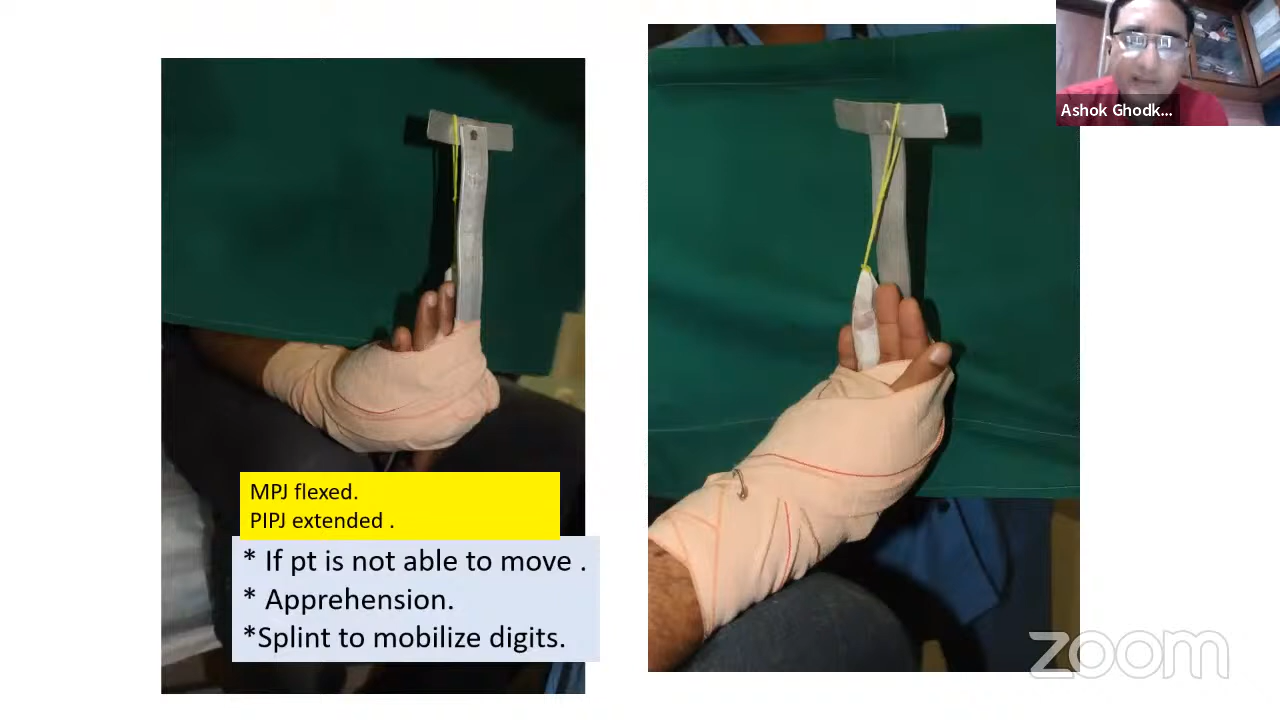 Ashok Ghodk...
MPJ flexed.
PIPJ extended .
* If pt is not able to move .
* Apprehension.
*Splint to mobilize digits.
zoom